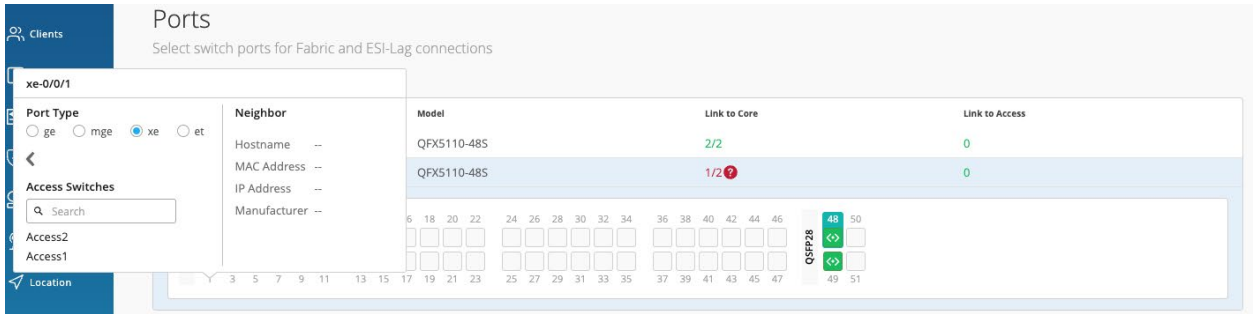 Ports
Clients
Select switch ports for Fabric and ESI-Lag connections
xe-0/0/1
Port Type
ge mge xe et
Access Switches
Search
Access2
Access1
Neighbor
Hostname --
MAC Address --
IP Address --
Manufacturer --
Model Link to Core Link to Access
QFX5110-48S 2/2 0
QFX5110-48S 1/2 ? 0
6 18 20 22 24 26 28 30 32 34 36 38 40 42 44 46 48 50
QSFP28
1 3 5 7 9 11 13 15 17 19 21 23 25 27 29 31 33 35 37 39 41 43 45 47 49 51
Location